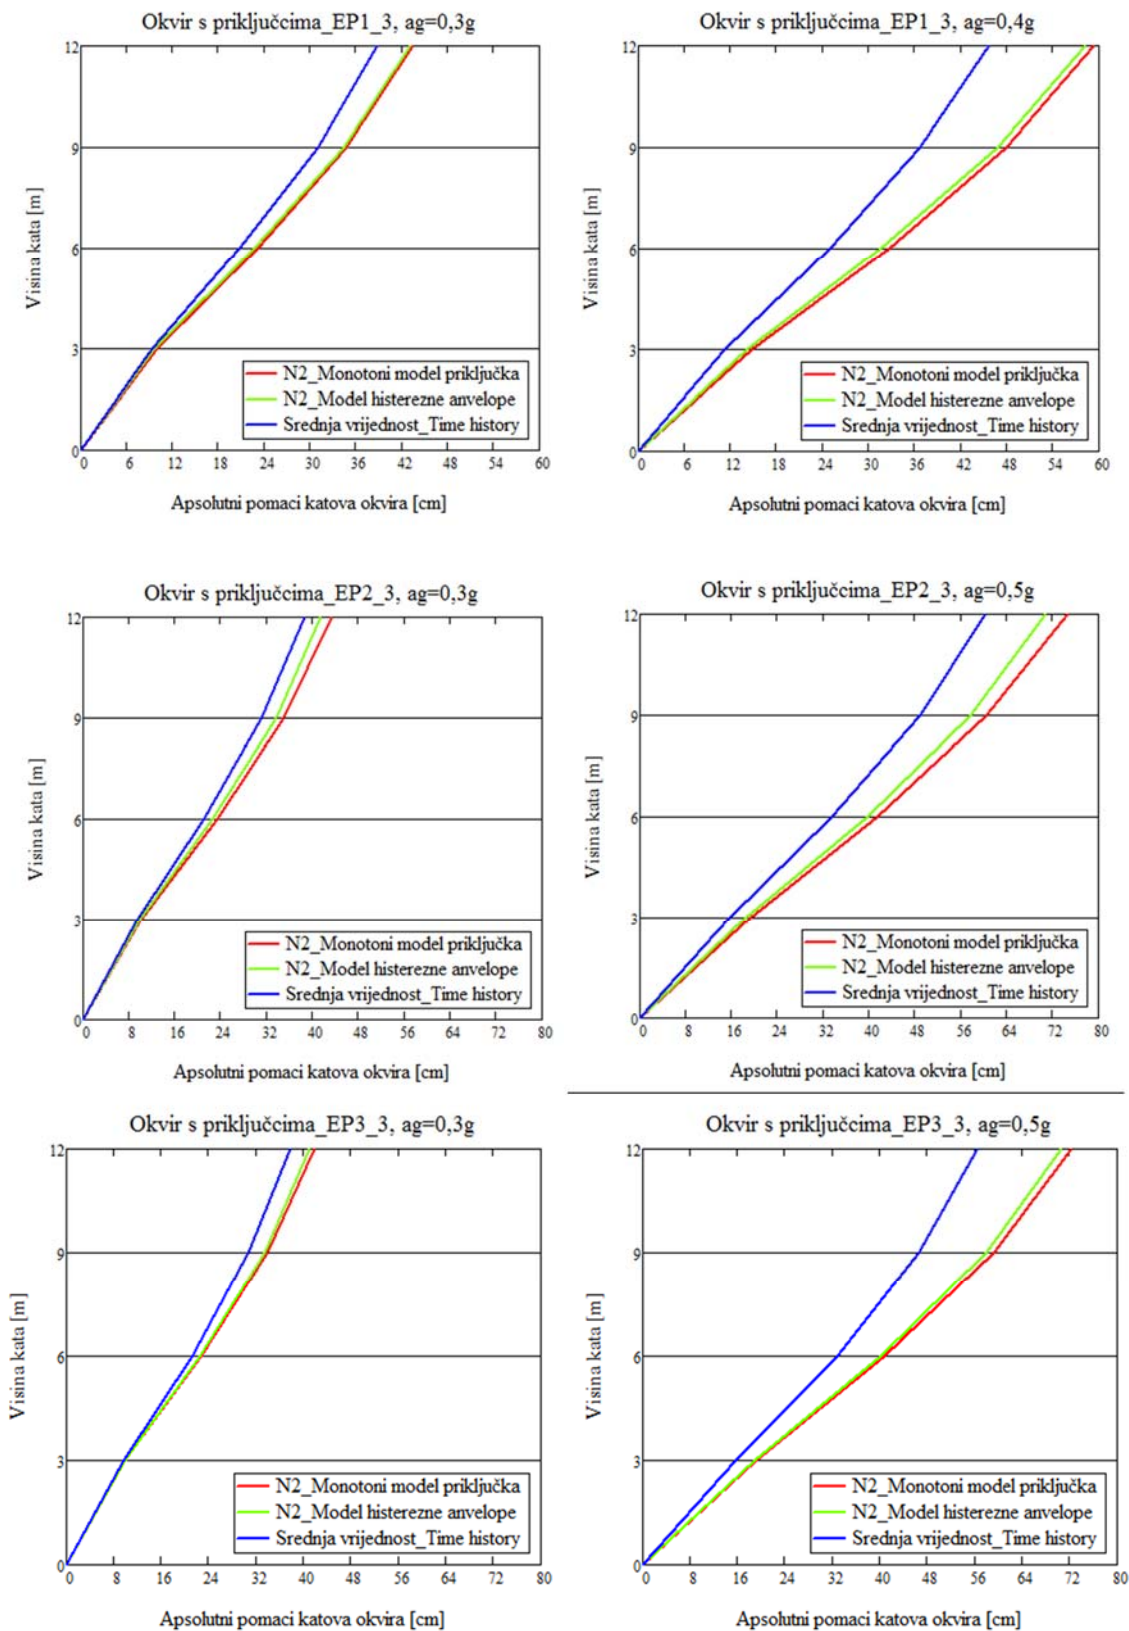 Okvir s priključcima_EP1_3, ag=0,3g
12
9
6
3
0
Visina kata [m]
N2_Monotoni model priključka
N2_Model histerezne anvelope
Srednja vrijednost_Time history
0 6 12 18 24 30 36 42 48 54 60
Apsolutni pomaci katova okvira [cm]
Okvir s priključcima_EP1_3, ag=0,4g
12
9
6
3
0
Visina kata [m]
N2_Monotoni model priključka
N2_Model histerezne anvelope
Srednja vrijednost_Time history
0 6 12 18 24 30 36 42 48 54 60
Apsolutni pomaci katova okvira [cm]
Okvir s priključcima_EP2_3, ag=0,3g
12
9
6
3
0
Visina kata [m]
N2_Monotoni model priključka
N2_Model histerezne anvelope
Srednja vrijednost_Time history
0 8 16 24 32 40 48 56 64 72 80
Apsolutni pomaci katova okvira [cm]
Okvir s priključcima_EP2_3, ag=0,5g
12
9
6
3
0
Visina kata [m]
N2_Monotoni model priključka
N2_Model histerezne anvelope
Srednja vrijednost_Time history
0 8 16 24 32 40 48 56 64 72 80
Apsolutni pomaci katova okvira [cm]
Okvir s priključcima_EP3_3, ag=0,3g
12
9
6
3
0
Visina kata [m]
N2_Monotoni model priključka
N2_Model histerezne anvelope
Srednja vrijednost_Time history
0 8 16 24 32 40 48 56 64 72 80
Apsolutni pomaci katova okvira [cm]
Okvir s priključcima_EP3_3, ag=0,5g
12
9
6
3
0
Visina kata [m]
N2_Monotoni model priključka
N2_Model histerezne anvelope
Srednja vrijednost_Time history
0 8 16 24 32 40 48 56 64 72 80
Apsolutni pomaci katova okvira [cm]